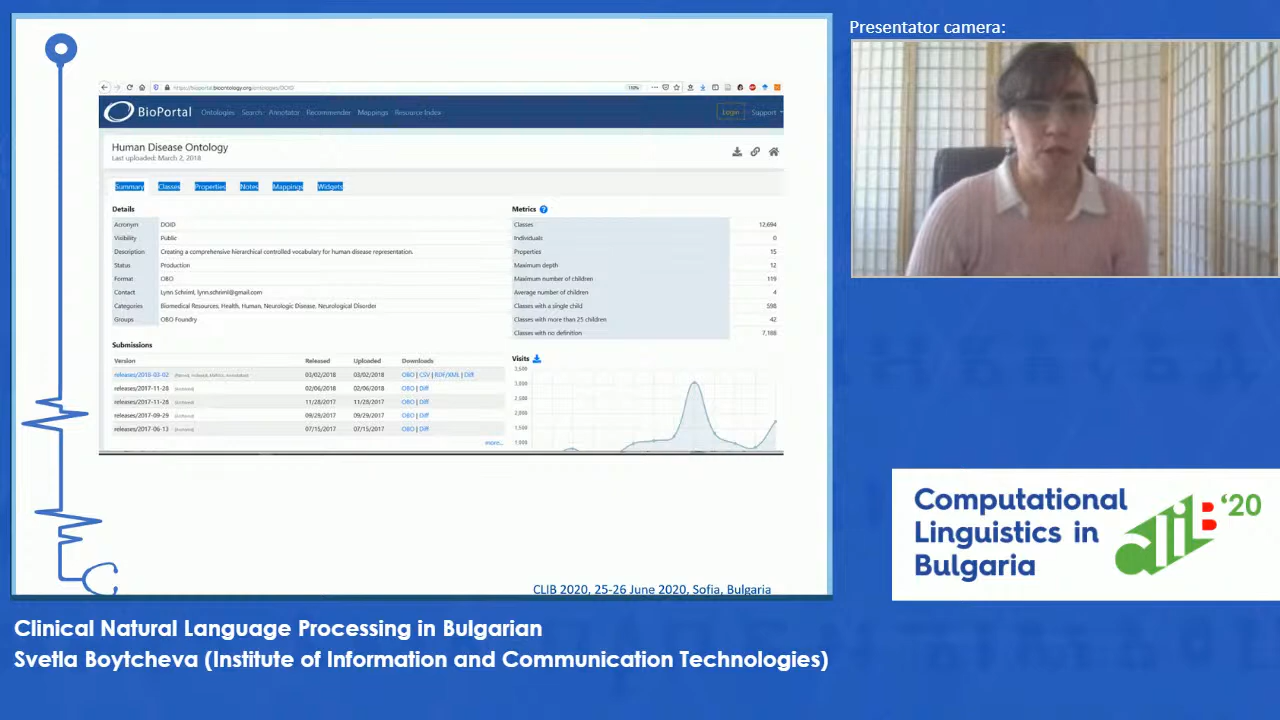 Presentator camera:
https://bioportal.bioontology.org/ontologies/DOID
110%
BioPortal Ontologies Search Annotator Recommender Mappings Resource Index Login Support
Human Disease Ontology
Last uploaded: March 2, 2018
Summary Classes Properties Notes Mappings Widgets
Details
Acronym DOID
Visibility Public
Description Creating a comprehensive hierarchical controlled vocabulary for human disease representation.
Status Production
Format OBO
Contact Lynn Schriml, lynn.schriml@gmail.com
Categories Biomedical Resources, Health, Human, Neurologic Disease, Neurological Disorder
Groups OBO Foundry
Metrics ?
Classes 12,694
Individuals 0
Properties 15
Maximum depth 12
Maximum number of children 119
Average number of children 4
Classes with a single child 598
Classes with more than 25 children 42
Classes with no definition 7,188
Submissions
Version Released Uploaded Downloads
releases/2018-03-02 03/02/2018 03/02/2018 OBO | CSV | RDF/XML | Diff
releases/2017-11-28 02/06/2018 02/06/2018 OBO | Diff
releases/2017-11-28 11/28/2017 11/28/2017 OBO | Diff
releases/2017-09-29 09/29/2017 09/29/2017 OBO | Diff
releases/2017-06-13 07/15/2017 07/15/2017 OBO | Diff
more...
Visits
3,500
3,000
2,500
2,000
1,500
1,000
CLIB 2020, 25-26 June 2020, Sofia, Bulgaria
Computational
Linguistics in
Bulgaria
CLIB '20
Clinical Natural Language Processing in Bulgarian
Svetla Boytcheva (Institute of Information and Communication Technologies)